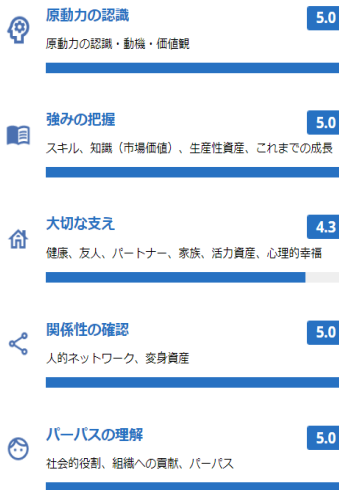 原動力の認識
5.0
原動力の認識・動機・価値観
強みの把握
5.0
スキル、知識（市場価値）、生産性資産、これまでの成長
大切な支え
4.3
健康、友人、パートナー、家族、活力資産、心理的幸福
関係性の確認
5.0
人的ネットワーク、変身資産
パーパスの理解
5.0
社会的役割、組織への貢献、パーパス